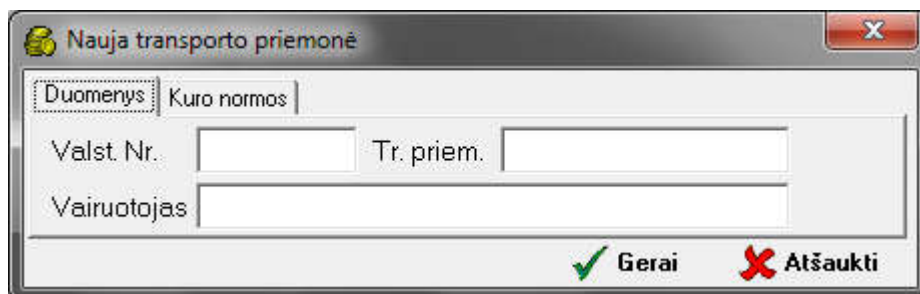 Nauja transporto priemonė
Duomenys Kuro normos
Valst. Nr. Tr. priem.
Vairuotojas
Gerai Atšaukti